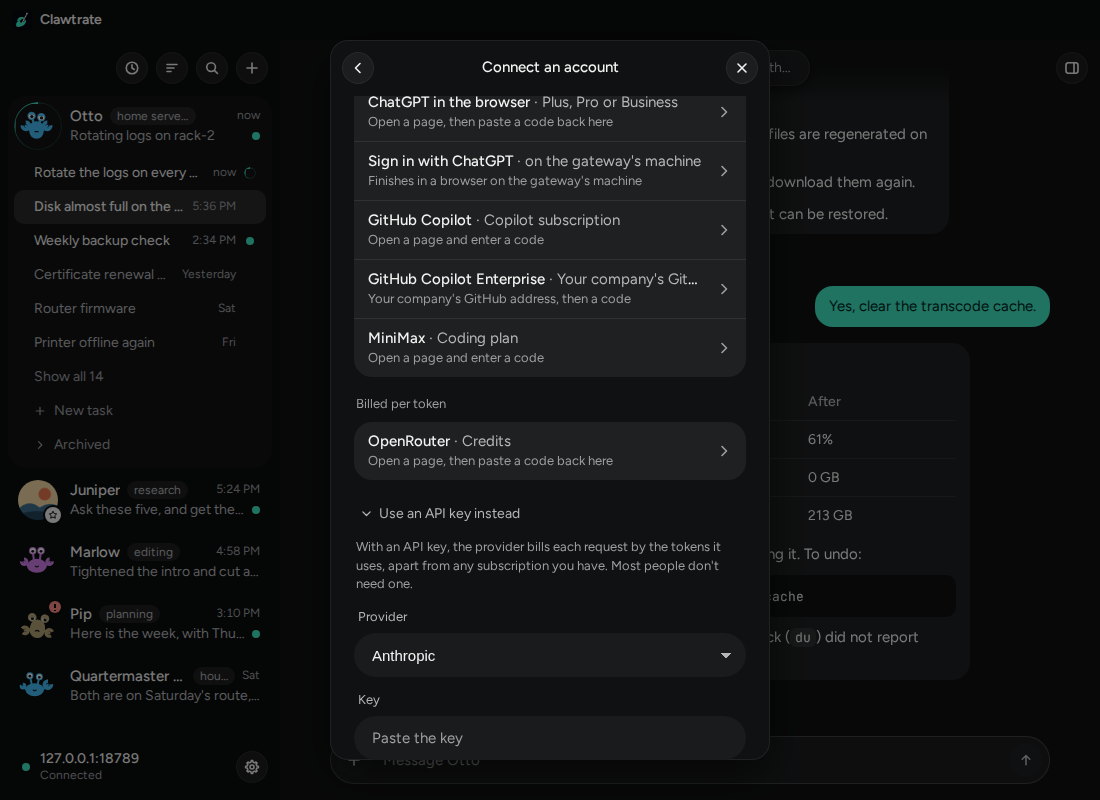 Clawtrate
Otto home serve... now
Rotating logs on rack-2
Rotate the logs on every ... now
Disk almost full on the ... 5:36 PM
Weekly backup check 2:34 PM
Certificate renewal ... Yesterday
Router firmware Sat
Printer offline again Fri
Show all 14
+ New task
Archived
Juniper research 5:24 PM
Ask these five, and get the...
Marlow editing 4:58 PM
Tightened the intro and cut a...
Pip planning 3:10 PM
Here is the week, with Thu...
Quartermaster ... hou... Sat
Both are on Saturday's route,...
127.0.0.1:18789
Connected
Connect an account
ChatGPT in the browser · Plus, Pro or Business
Open a page, then paste a code back here
Sign in with ChatGPT · on the gateway's machine
Finishes in a browser on the gateway's machine
GitHub Copilot · Copilot subscription
Open a page and enter a code
GitHub Copilot Enterprise · Your company's Git...
Your company's GitHub address, then a code
MiniMax · Coding plan
Open a page and enter a code
Billed per token
OpenRouter · Credits
Open a page, then paste a code back here
Use an API key instead
With an API key, the provider bills each request by the tokens it
uses, apart from any subscription you have. Most people don't
need one.
Provider
Anthropic
Key
Paste the key
th...
files are regenerated on
download them again.
t can be restored.
Yes, clear the transcode cache.
After
61%
0 GB
213 GB
ng it. To undo:
cache
ck ( du ) did not report
Message Otto